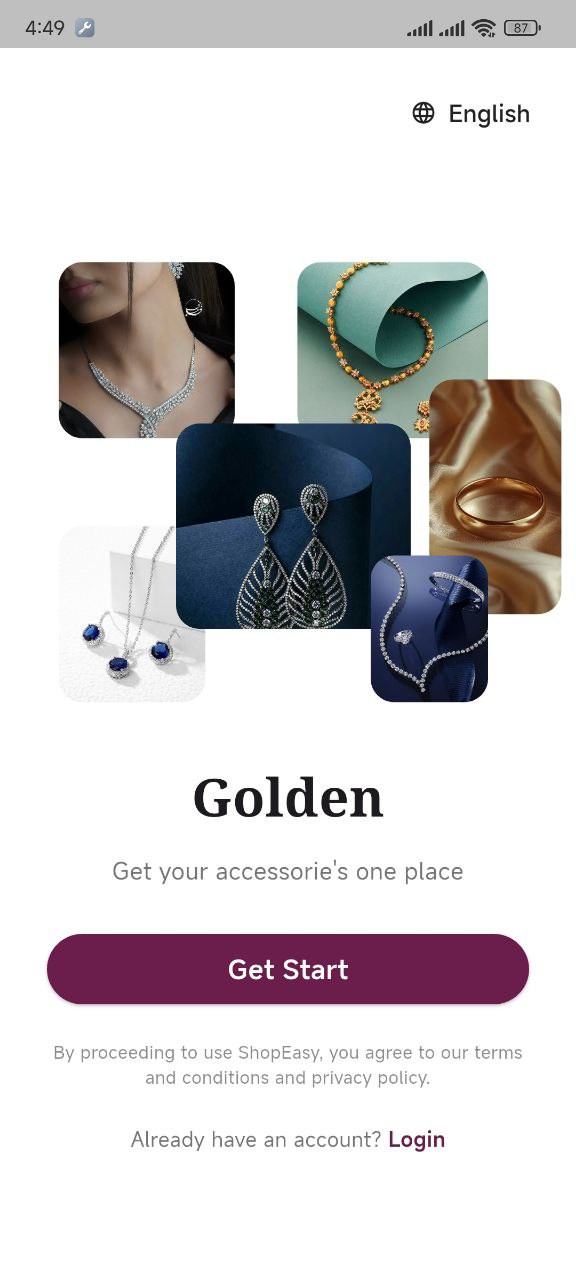 4:49
87
English
Golden
Get your accessorie's one place
Get Start
By proceeding to use ShopEasy, you agree to our terms
and conditions and privacy policy.
Already have an account? Login